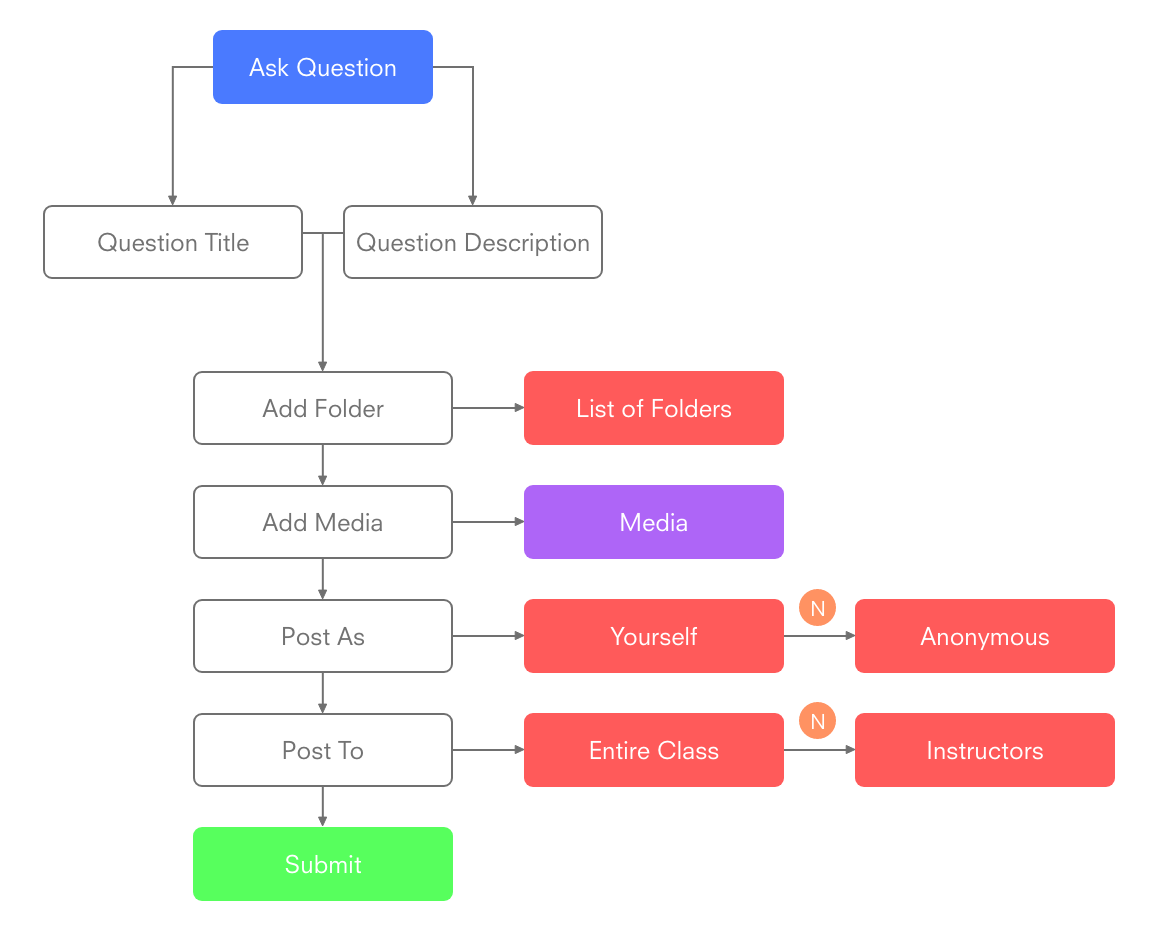 Ask Question
Question Title
Question Description
Add Folder
List of Folders
Add Media
Media
Post As
Yourself
N
Anonymous
Post To
Entire Class
N
Instructors
Submit